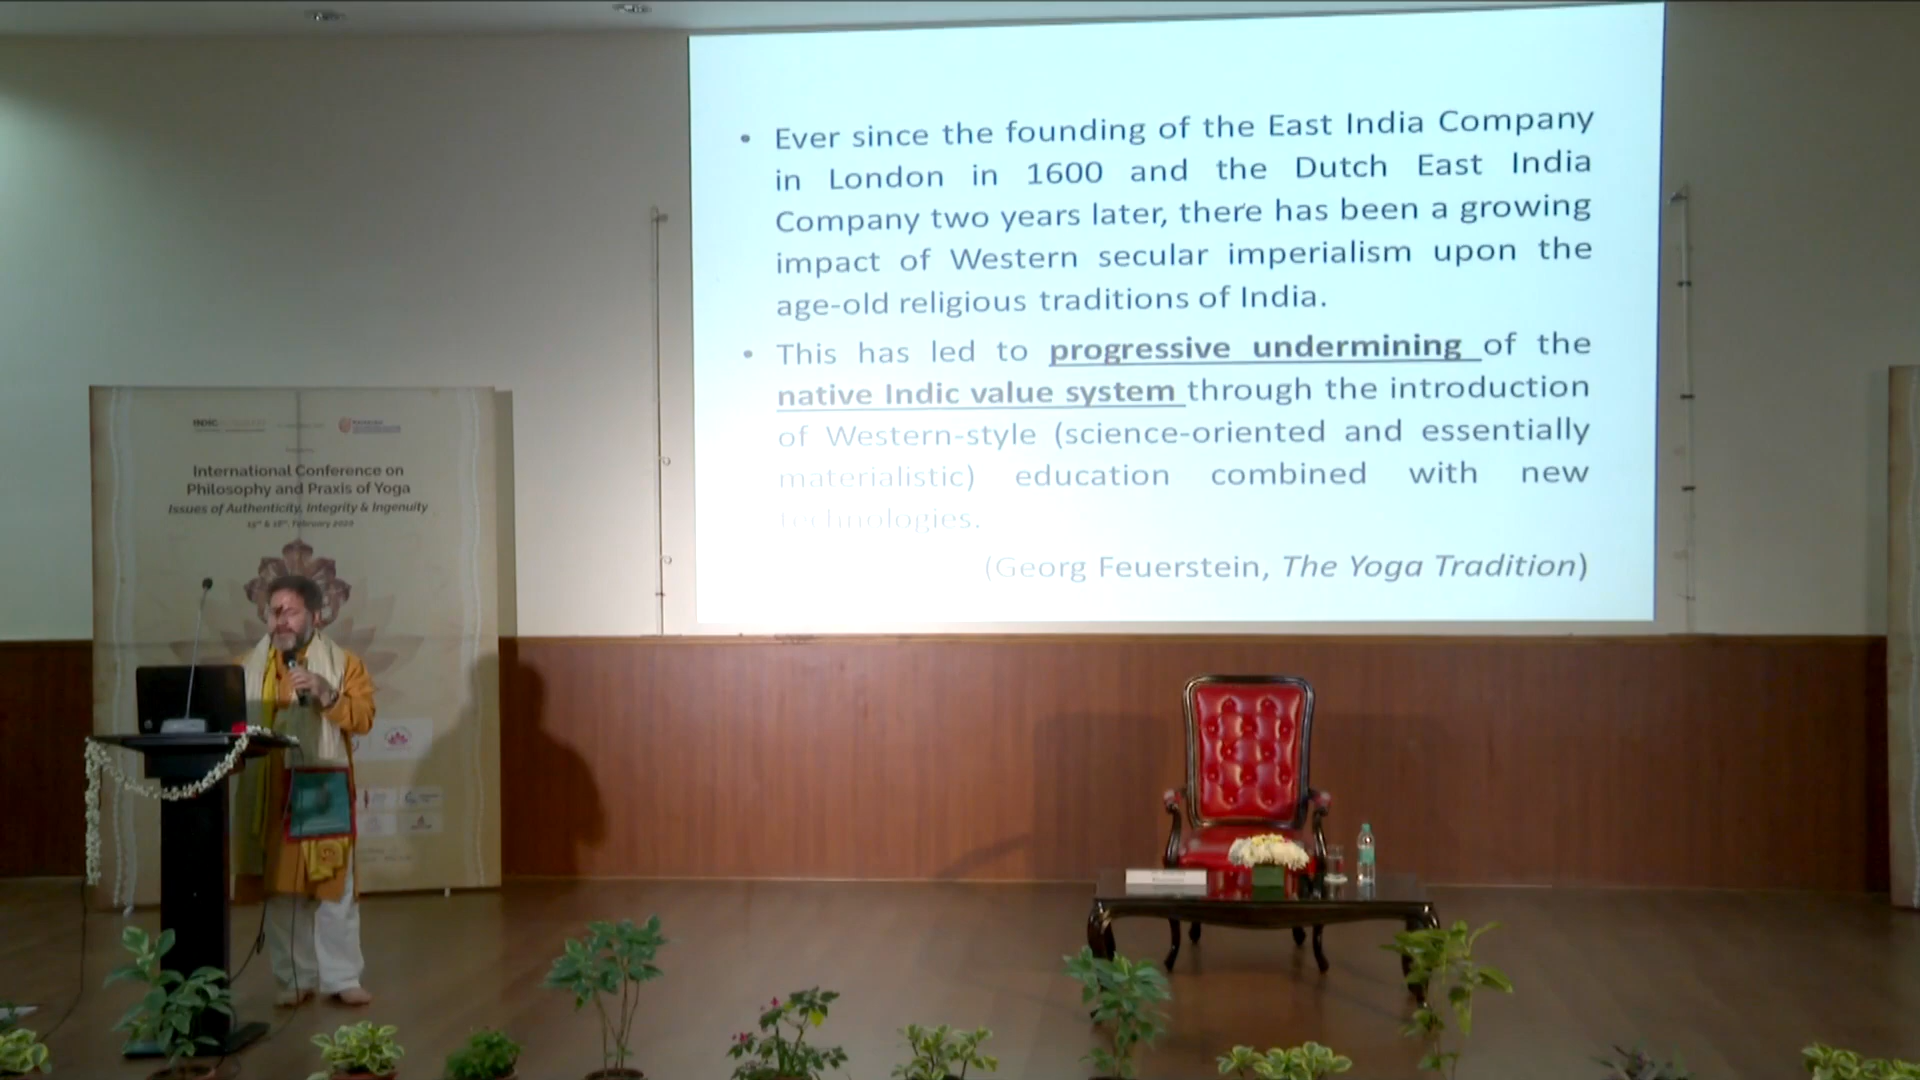 • Ever since the founding of the East India Company
in London in 1600 and the Dutch East India
Company two years later, there has been a growing
impact of Western secular imperialism upon the
age-old religious traditions of India.
• This has led to progressive undermining of the
native Indic value system through the introduction
of Western-style (science-oriented and essentially
materialistic) education combined with new
technologies.
(Georg Feuerstein, The Yoga Tradition)
INDIC
International Conference on
Philosophy and Praxis of Yoga
Issues of Authenticity, Integrity & Ingenuity
February 2020